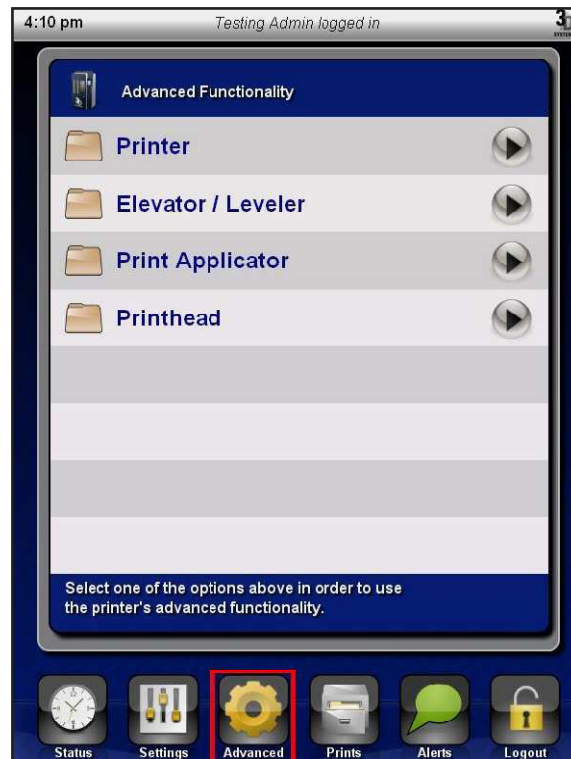 4:10 pm Testing Admin logged in 3D
Advanced Functionality
Printer
Elevator / Leveler
Print Applicator
Printhead
Select one of the options above in order to use
the printer's advanced functionality.
Status Settings Advanced Prints Alerts Logout